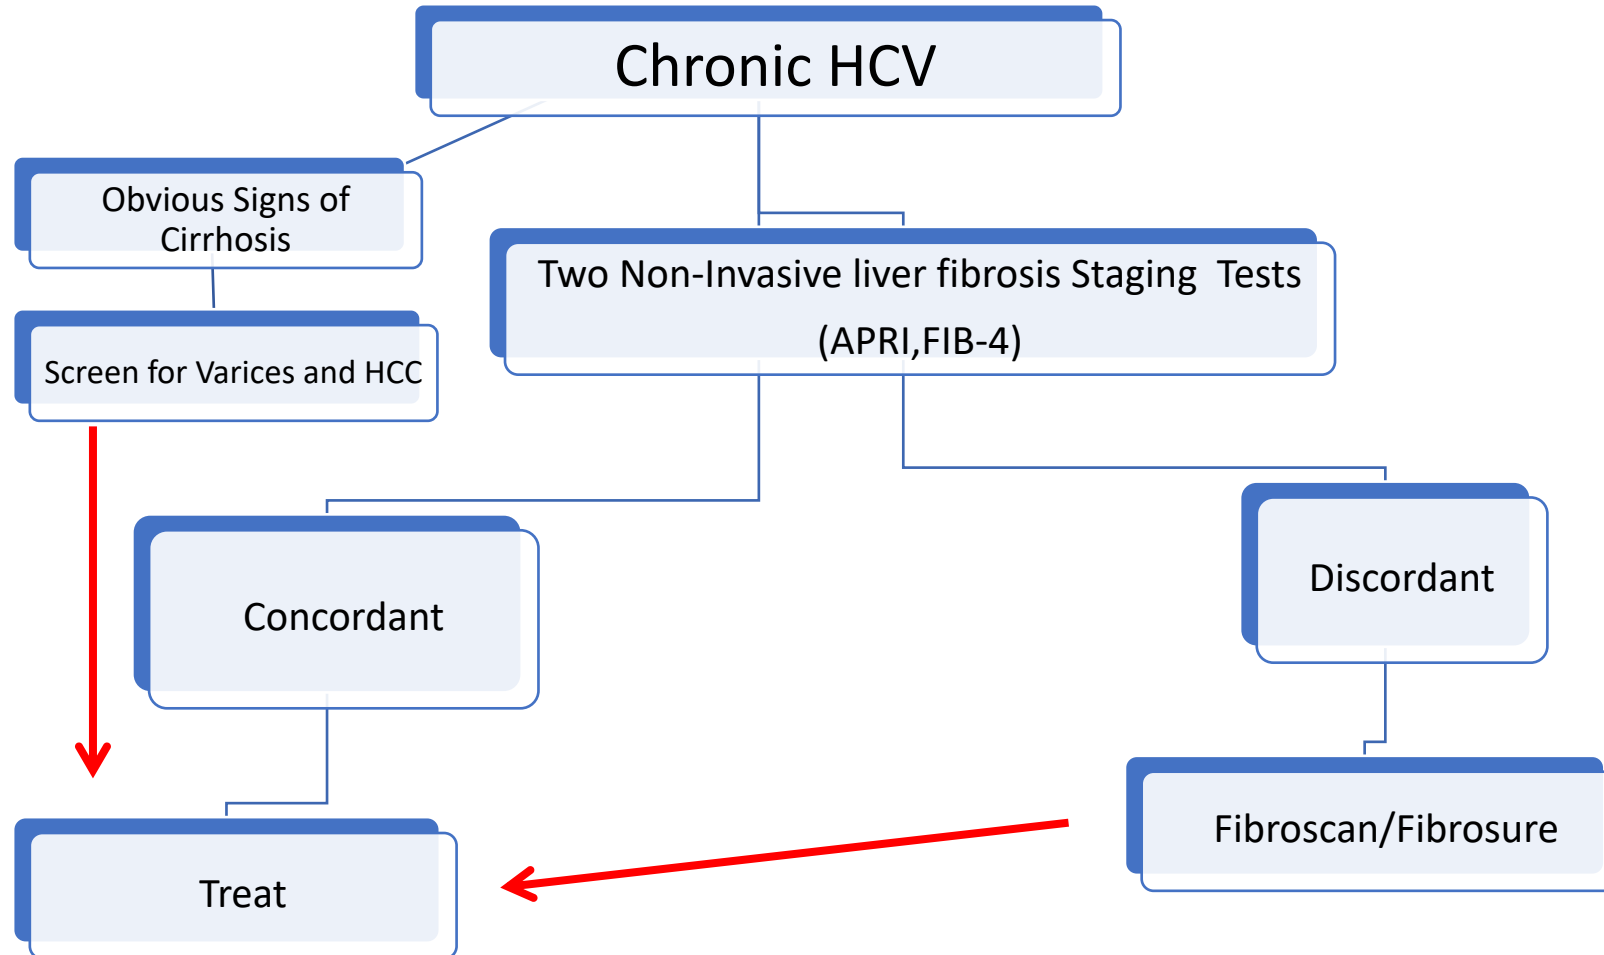 Chronic HCV
Obvious Signs of
Cirrhosis
Two Non-Invasive liver fibrosis Staging  Tests
(APRI,FIB-4)
Screen for Varices and HCC
Concordant
Discordant
Fibroscan/Fibrosure
Treat